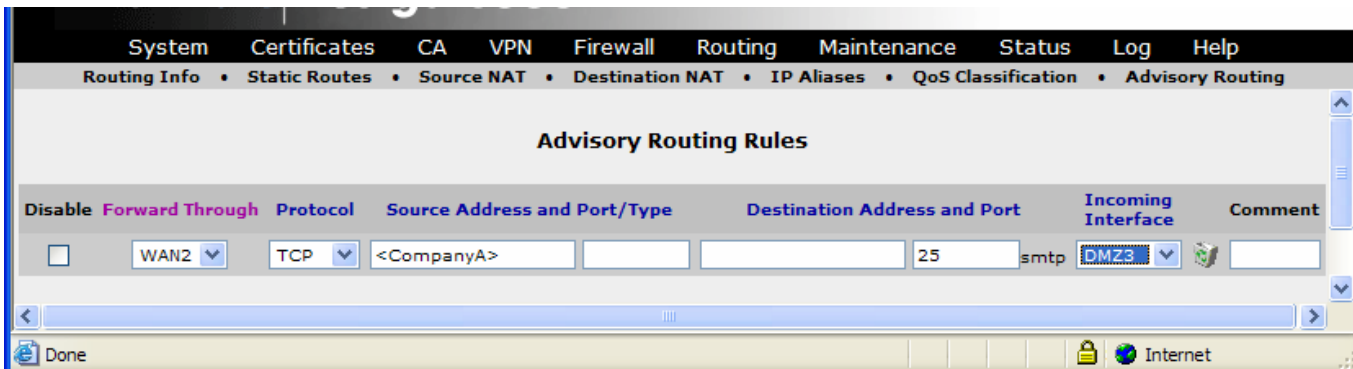 System Certificates CA VPN Firewall Routing Maintenance Status Log Help
Routing Info • Static Routes • Source NAT • Destination NAT • IP Aliases • QoS Classification • Advisory Routing
Advisory Routing Rules
Disable Forward Through Protocol Source Address and Port/Type Destination Address and Port Incoming Interface Comment
WAN2 TCP <CompanyA> 25 smtp DMZ3
Done Internet